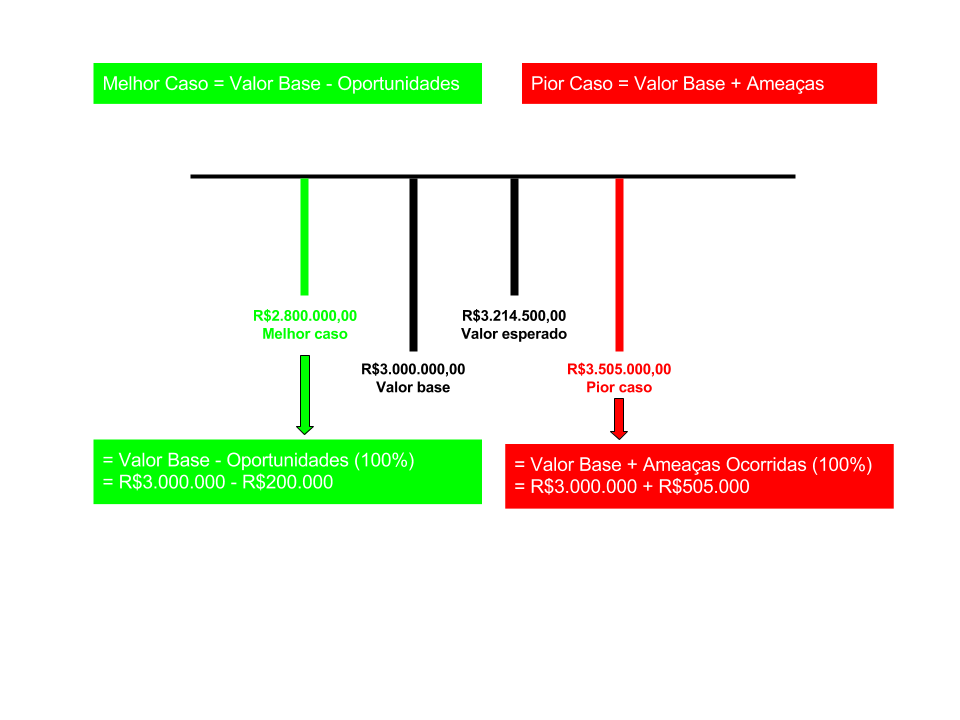 Melhor Caso = Valor Base - Oportunidades
Pior Caso = Valor Base + Ameaças
R$2.800.000,00
Melhor caso
R$3.214.500,00
Valor esperado
R$3.000.000,00
Valor base
R$3.505.000,00
Pior caso
= Valor Base - Oportunidades (100%)
= R$3.000.000 - R$200.000
= Valor Base + Ameaças Ocorridas (100%)
= R$3.000.000 + R$505.000